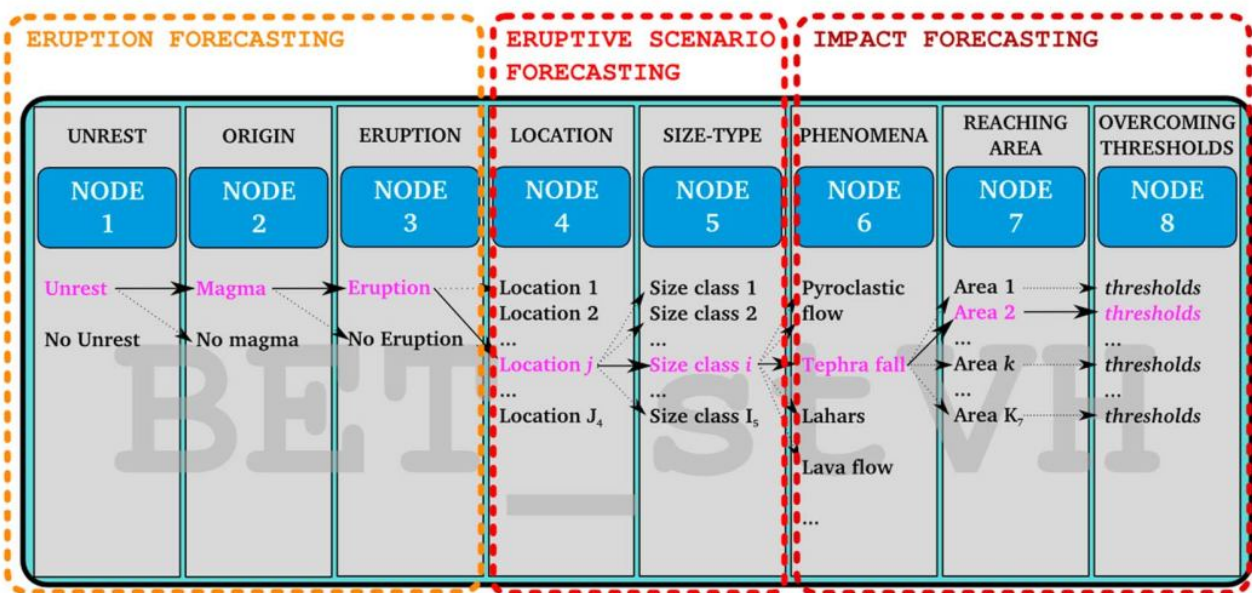 ERUPTION FORECASTING
ERUPTIVE SCENARIO
FORECASTING
IMPACT FORECASTING
UNREST
ORIGIN
ERUPTION
LOCATION
SIZE-TYPE
PHENOMENA
REACHING
AREA
OVERCOMING
THRESHOLDS
NODE
1
NODE
2
NODE
3
NODE
4
NODE
5
NODE
6
NODE
7
NODE
8
Unrest
No Unrest
Magma
No magma
Eruption
No Eruption
Location 1
Location 2
...
Location j
...
Location J₄
Size class 1
Size class 2
...
Size class i
...
Size class I₅
Pyroclastic
flow
Tephra fall
Lahars
Lava flow
...
Area 1
Area 2
...
Area k
...
Area K₇
thresholds
thresholds
...
thresholds
...
thresholds
BET_stVH